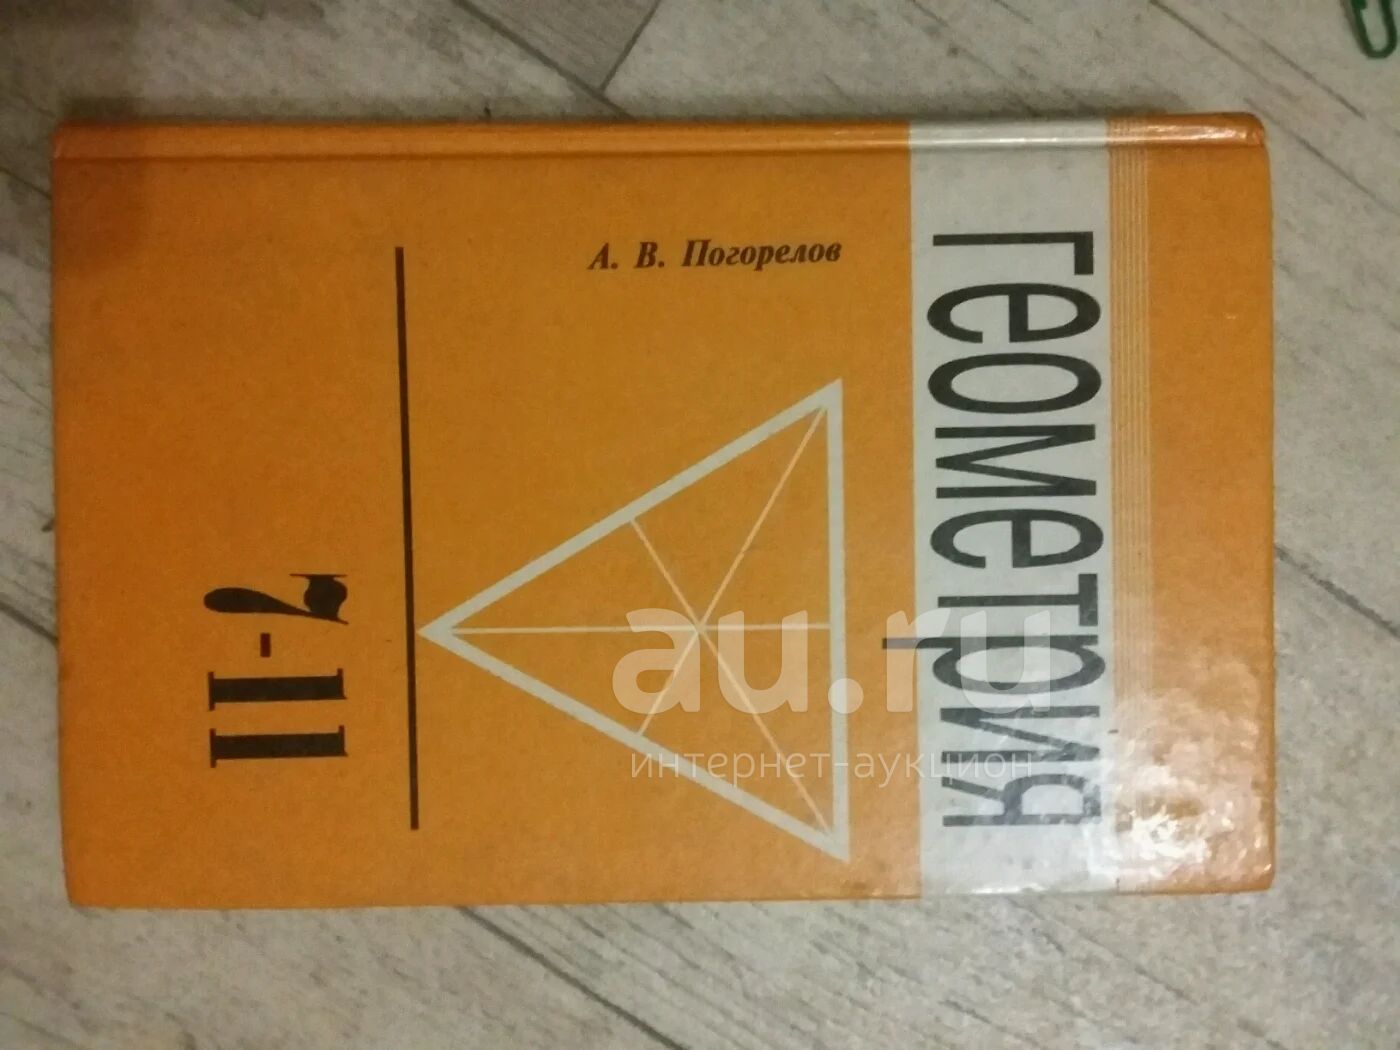 А. В. Погорелов
геометрия
7-11
au.ru
интернет-аукцион